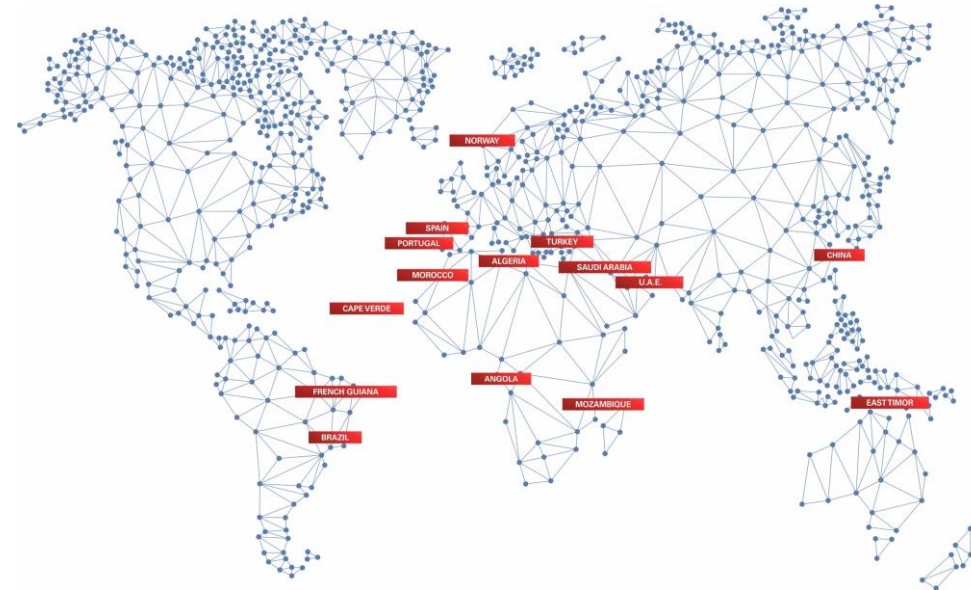 NORWAY
SPAIN
PORTUGAL
TURKEY
ALGERIA
CHINA
SAUDI ARABIA
MOROCCO
U.A.E.
CAPE VERDE
ANGOLA
FRENCH GUIANA
MOZAMBIQUE
EAST TIMOR
BRAZIL